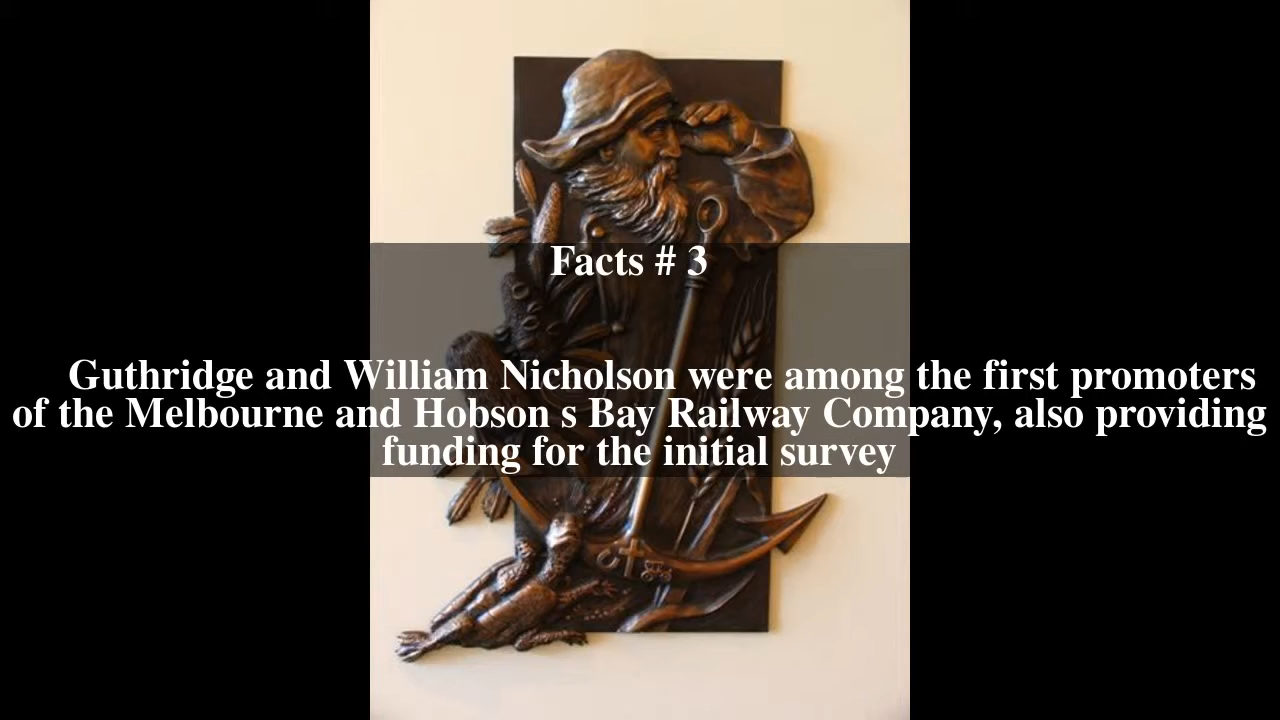 Facts # 3
Guthridge and William Nicholson were among the first promoters
of the Melbourne and Hobson s Bay Railway Company, also providing
funding for the initial survey